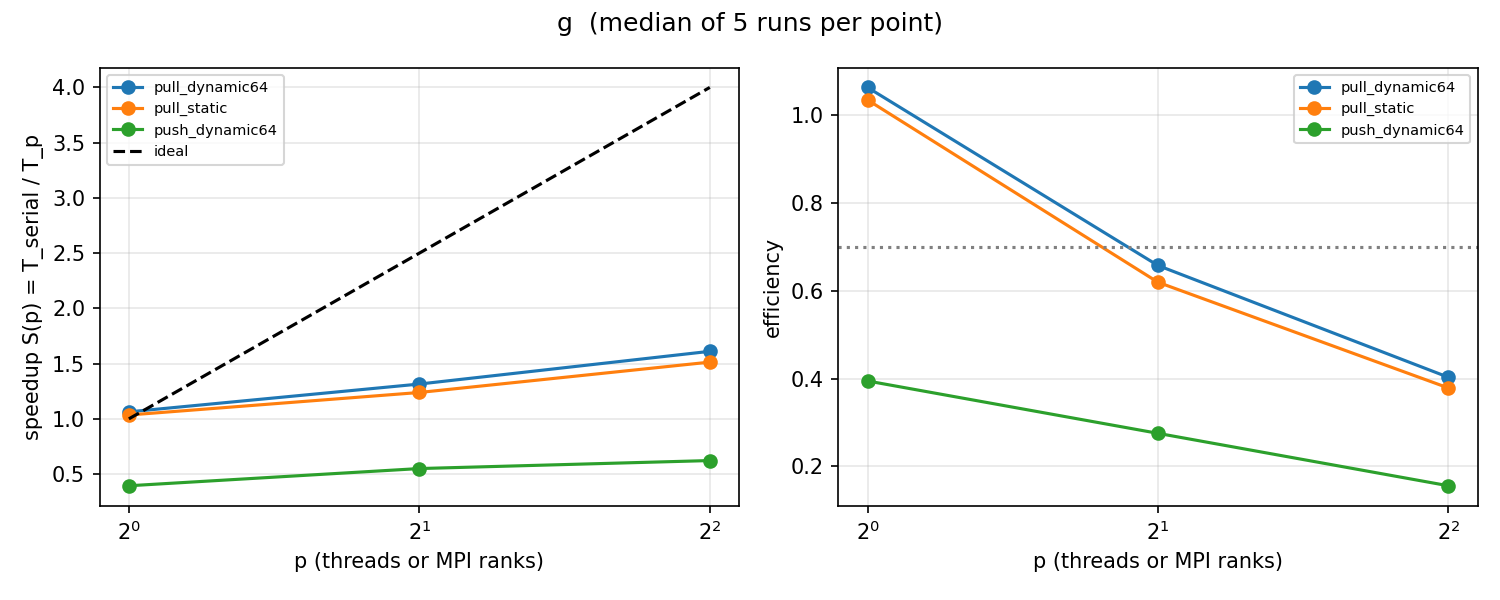 g  (median of 5 runs per point)
speedup S(p) = T_serial / T_p
4.0
3.5
3.0
2.5
2.0
1.5
1.0
0.5
pull_dynamic64
pull_static
push_dynamic64
ideal
2⁰
2¹
2²
p (threads or MPI ranks)
efficiency
1.0
0.8
0.6
0.4
0.2
pull_dynamic64
pull_static
push_dynamic64
2⁰
2¹
2²
p (threads or MPI ranks)